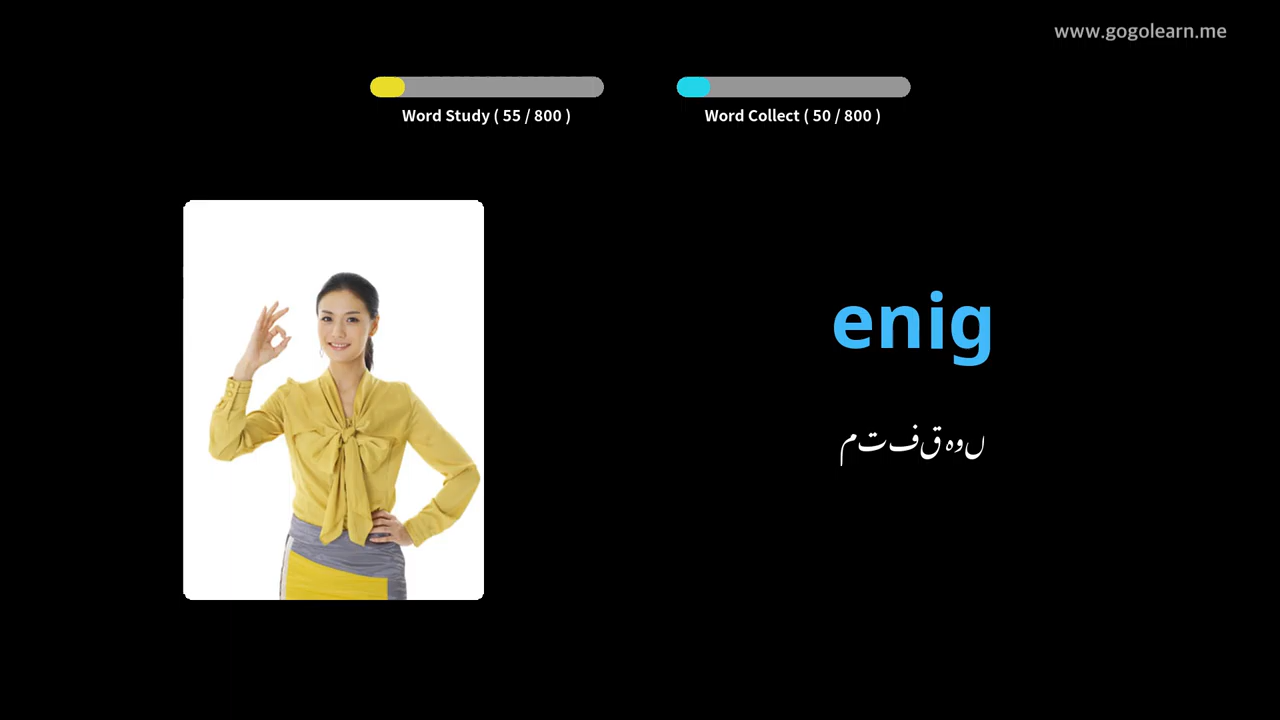 www.gogolearn.me
Word Study ( 55 / 800 )
Word Collect ( 50 / 800 )
enig
متفق ہوں